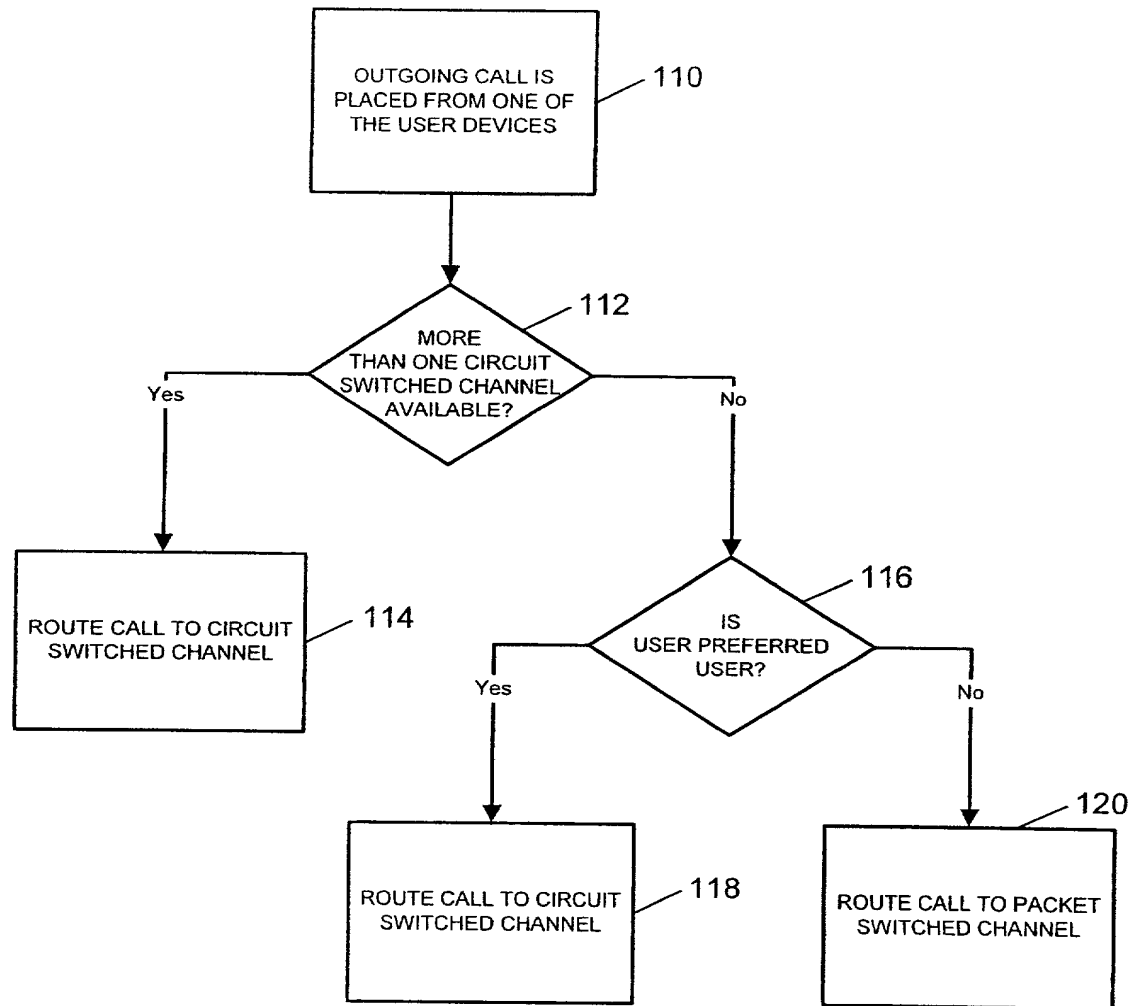 OUTGOING CALL IS
PLACED FROM ONE OF
THE USER DEVICES
110
MORE
THAN ONE CIRCUIT
SWITCHED CHANNEL
AVAILABLE?
112
Yes
No
ROUTE CALL TO CIRCUIT
SWITCHED CHANNEL
114
IS
USER PREFERRED
USER?
116
Yes
No
ROUTE CALL TO CIRCUIT
SWITCHED CHANNEL
118
ROUTE CALL TO PACKET
SWITCHED CHANNEL
120